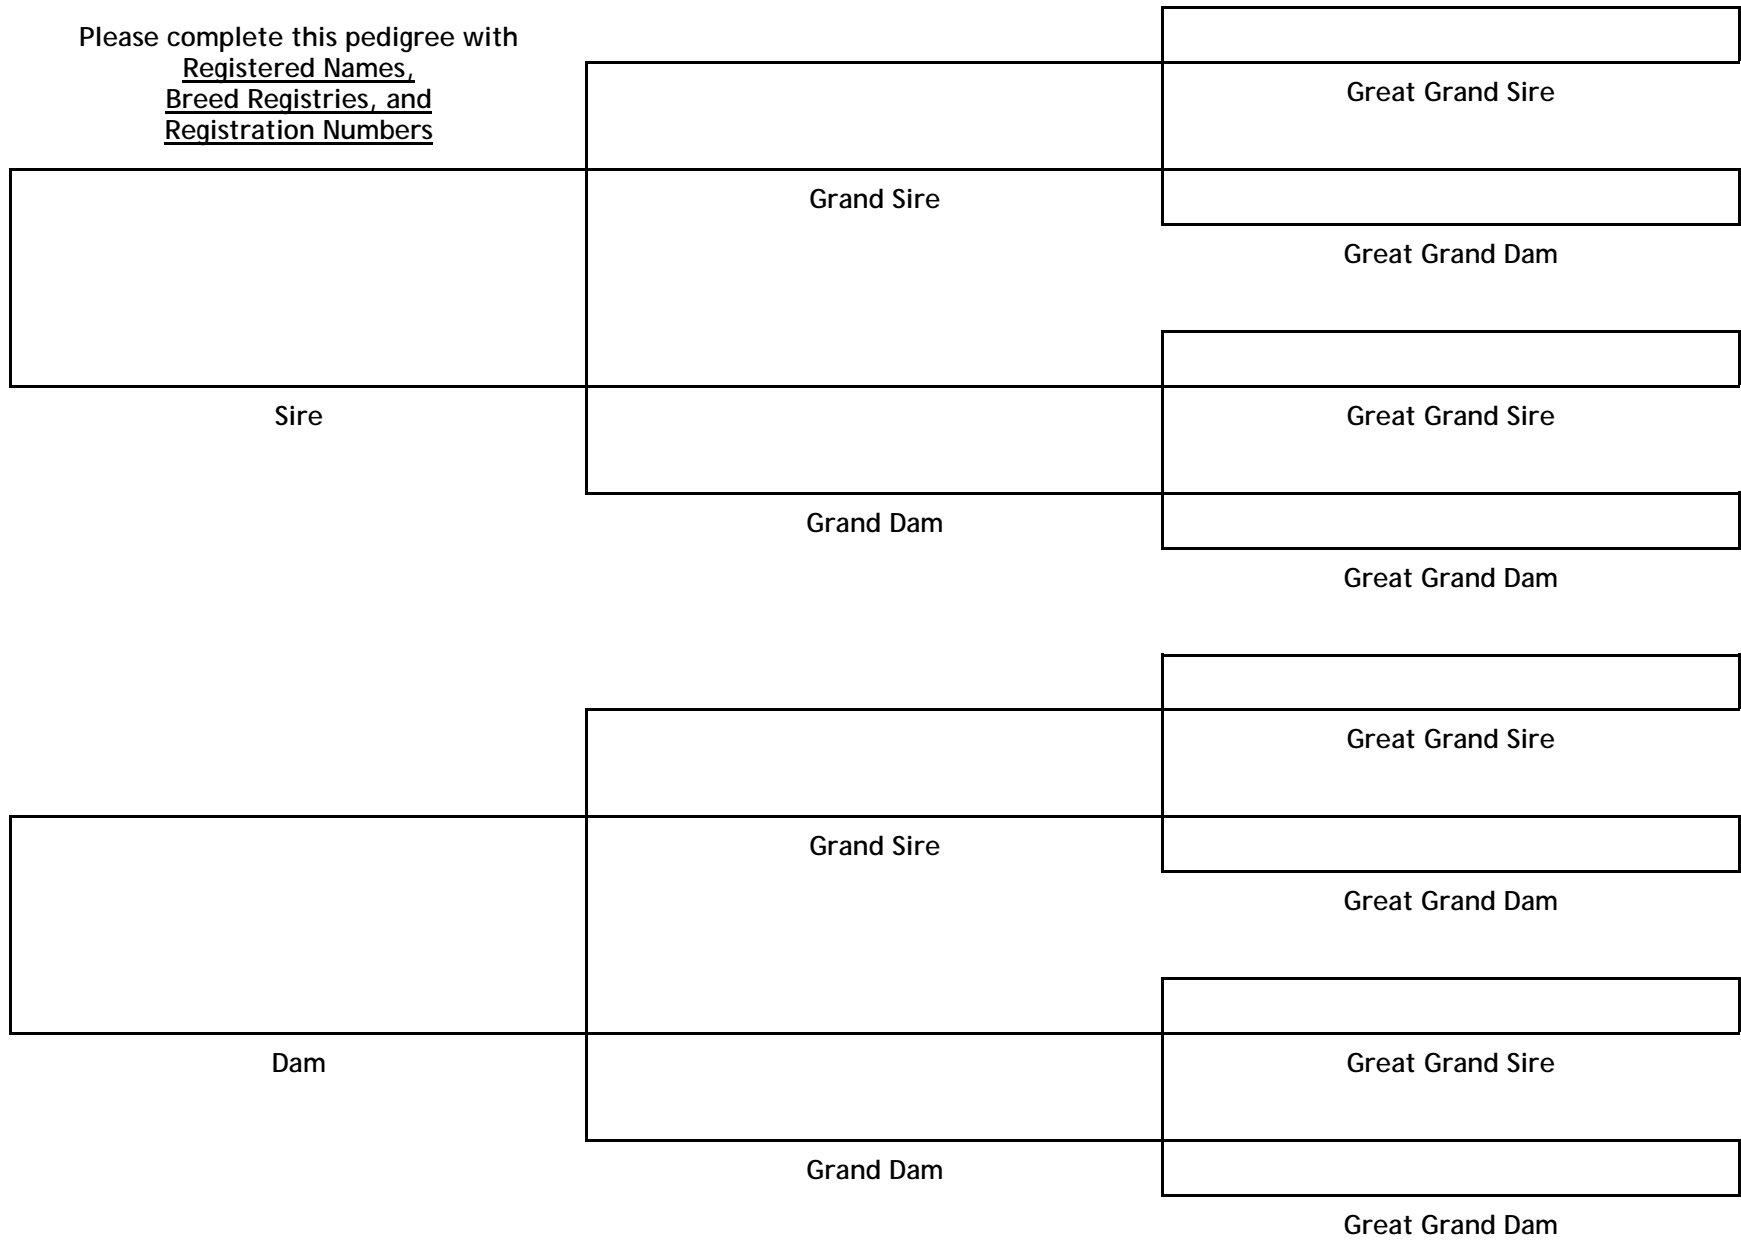 Please complete this pedigree with
Registered Names,
Breed Registries, and
Registration Numbers
Great Grand Sire
Grand Sire
Great Grand Dam
Sire
Great Grand Sire
Grand Dam
Great Grand Dam
Great Grand Sire
Grand Sire
Great Grand Dam
Dam
Great Grand Sire
Grand Dam
Great Grand Dam